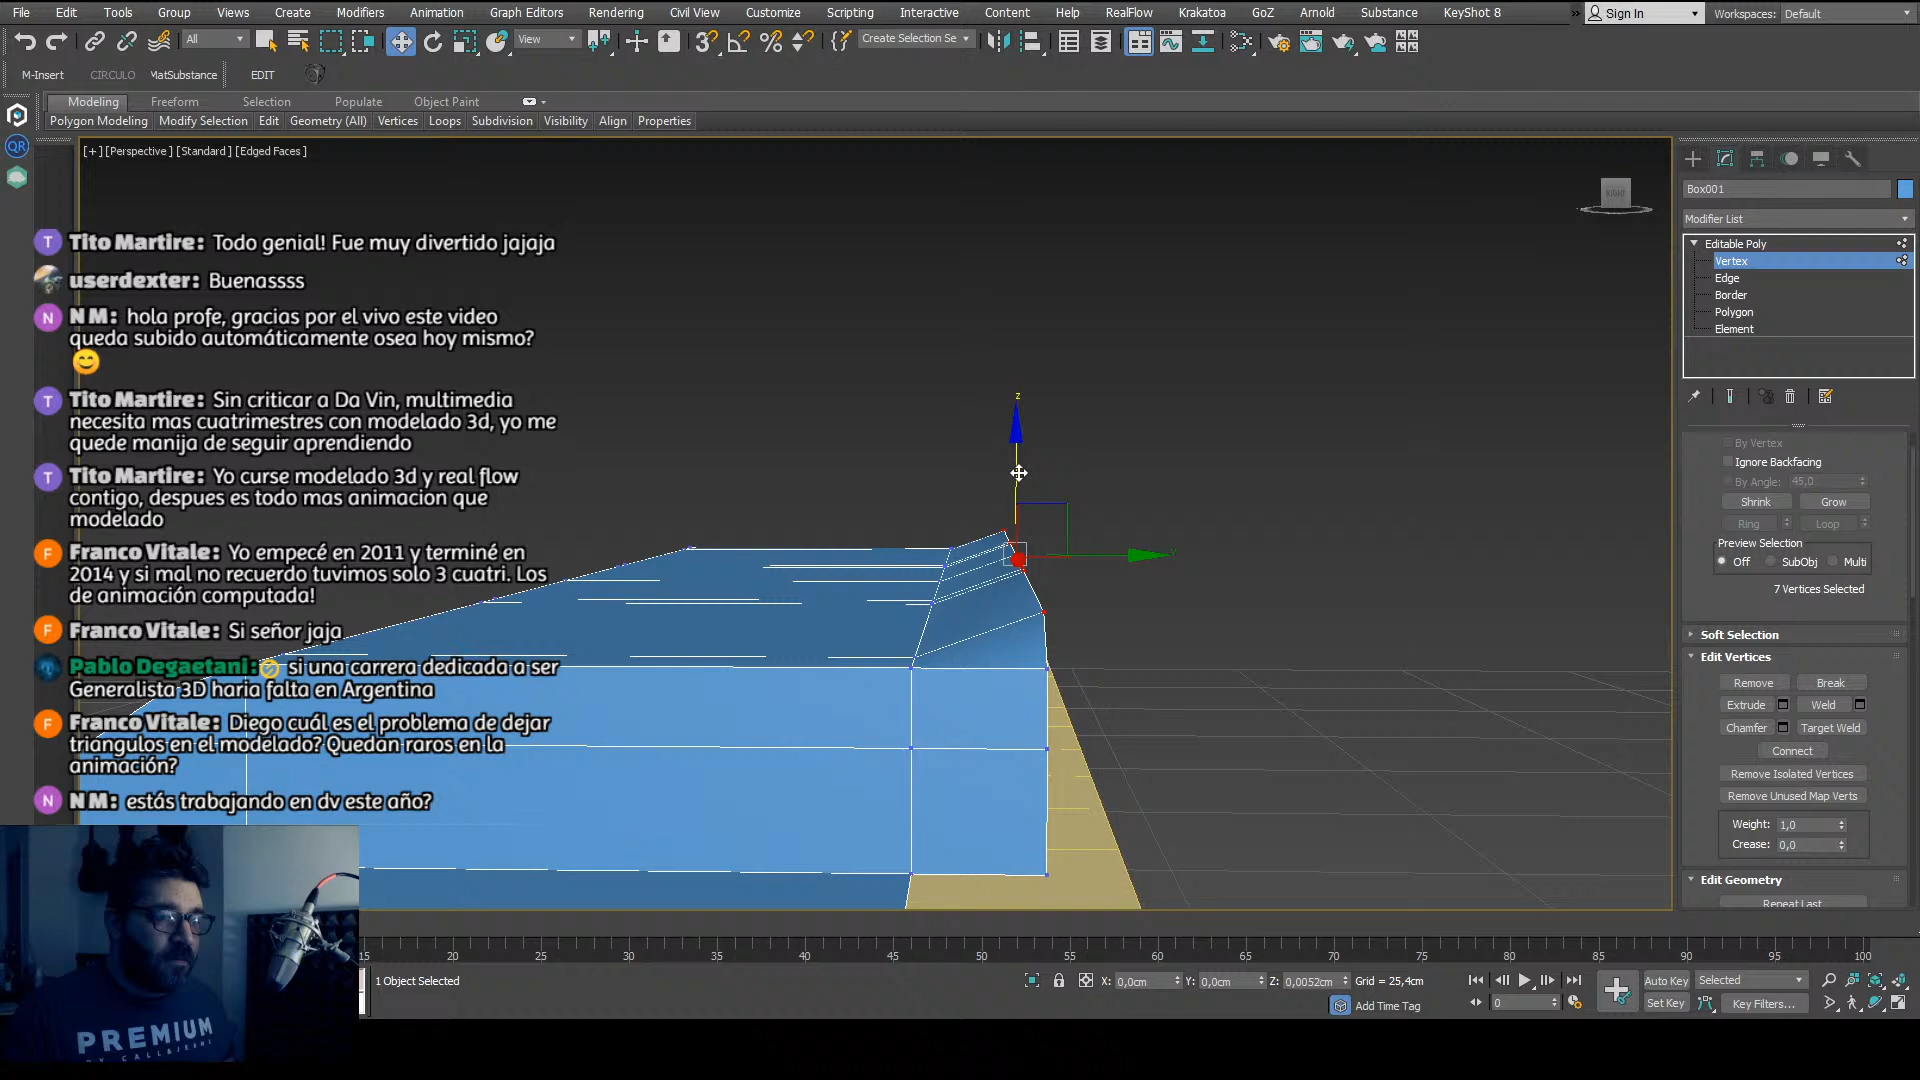 File Edit Tools Group Views Create Modifiers Animation Graph Editors Rendering Civil View Customize Scripting Interactive Content Help RealFlow Krakatoa GoZ Arnold Substance KeyShot 8 » Sign In Workspaces: Default
All View Create Selection Se
M-Insert CIRCULO MatSubstance EDIT
Modeling Freeform Selection Populate Object Paint
Polygon Modeling Modify Selection Edit Geometry (All) Vertices Loops Subdivision Visibility Align Properties
QR
[+] [Perspective] [Standard] [Edged Faces]
RIGHT
Box001
Modifier List
Editable Poly
Vertex
Edge
Border
Polygon
Element
T Tito Martire: Todo genial! Fue muy divertido jajaja
userdexter: Buenassss
N N M: hola profe, gracias por el vivo este video
queda subido automáticamente osea hoy mismo?
😊
T Tito Martire: Sin criticar a Da Vin, multimedia
necesita mas cuatrimestres con modelado 3d, yo me
quede manija de seguir aprendiendo
T Tito Martire: Yo curse modelado 3d y real flow
contigo, despues es todo mas animacion que
modelado
F Franco Vitale: Yo empecé en 2011 y terminé en
2014 y si mal no recuerdo tuvimos solo 3 cuatri. Los
de animación computada!
F Franco Vitale: Si señor jaja
Pablo Degaetani: si una carrera dedicada a ser
Generalista 3D haria falta en Argentina
F Franco Vitale: Diego cuál es el problema de dejar
triangulos en el modelado? Quedan raros en la
animación?
N N M: estás trabajando en dv este año?
z
y
By Vertex
Ignore Backfacing
By Angle: 45,0
Shrink Grow
Ring Loop
Preview Selection
Off SubObj Multi
7 Vertices Selected
Soft Selection
Edit Vertices
Remove Break
Extrude Weld
Chamfer Target Weld
Connect
Remove Isolated Vertices
Remove Unused Map Verts
Weight: 1,0
Crease: 0,0
Edit Geometry
Repeat Last
PREMIUM
15 20 25 30 35 40 45 50 55 60 65 70 75 80 85 90 95 100
1 Object Selected X: 0,0cm Y: 0,0cm Z: 0,0052cm Grid = 25,4cm Auto Key Selected
Add Time Tag 0 Set Key Key Filters...